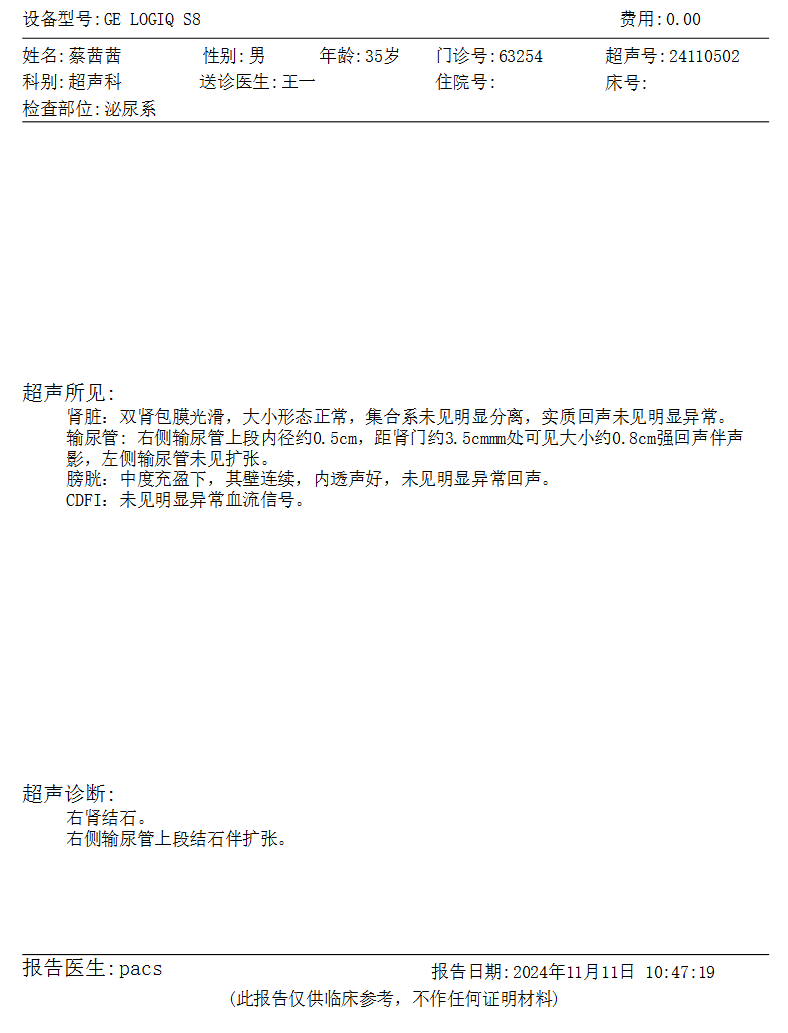 设备型号:GE LOGIQ S8 费用:0.00
姓名:蔡茜茜 性别:男 年龄:35岁 门诊号:63254 超声号:24110502
科别:超声科 送诊医生:王一 住院号: 床号:
检查部位:泌尿系
超声所见:
肾脏：双肾包膜光滑，大小形态正常，集合系未见明显分离，实质回声未见明显异常。
输尿管：右侧输尿管上段内径约0.5cm，距肾门约3.5cmmm处可见大小约0.8cm强回声伴声
影，左侧输尿管未见扩张。
膀胱：中度充盈下，其壁连续，内透声好，未见明显异常回声。
CDFI：未见明显异常血流信号。
超声诊断:
右肾结石。
右侧输尿管上段结石伴扩张。
报告医生:pacs 报告日期:2024年11月11日 10:47:19
(此报告仅供临床参考，不作任何证明材料)